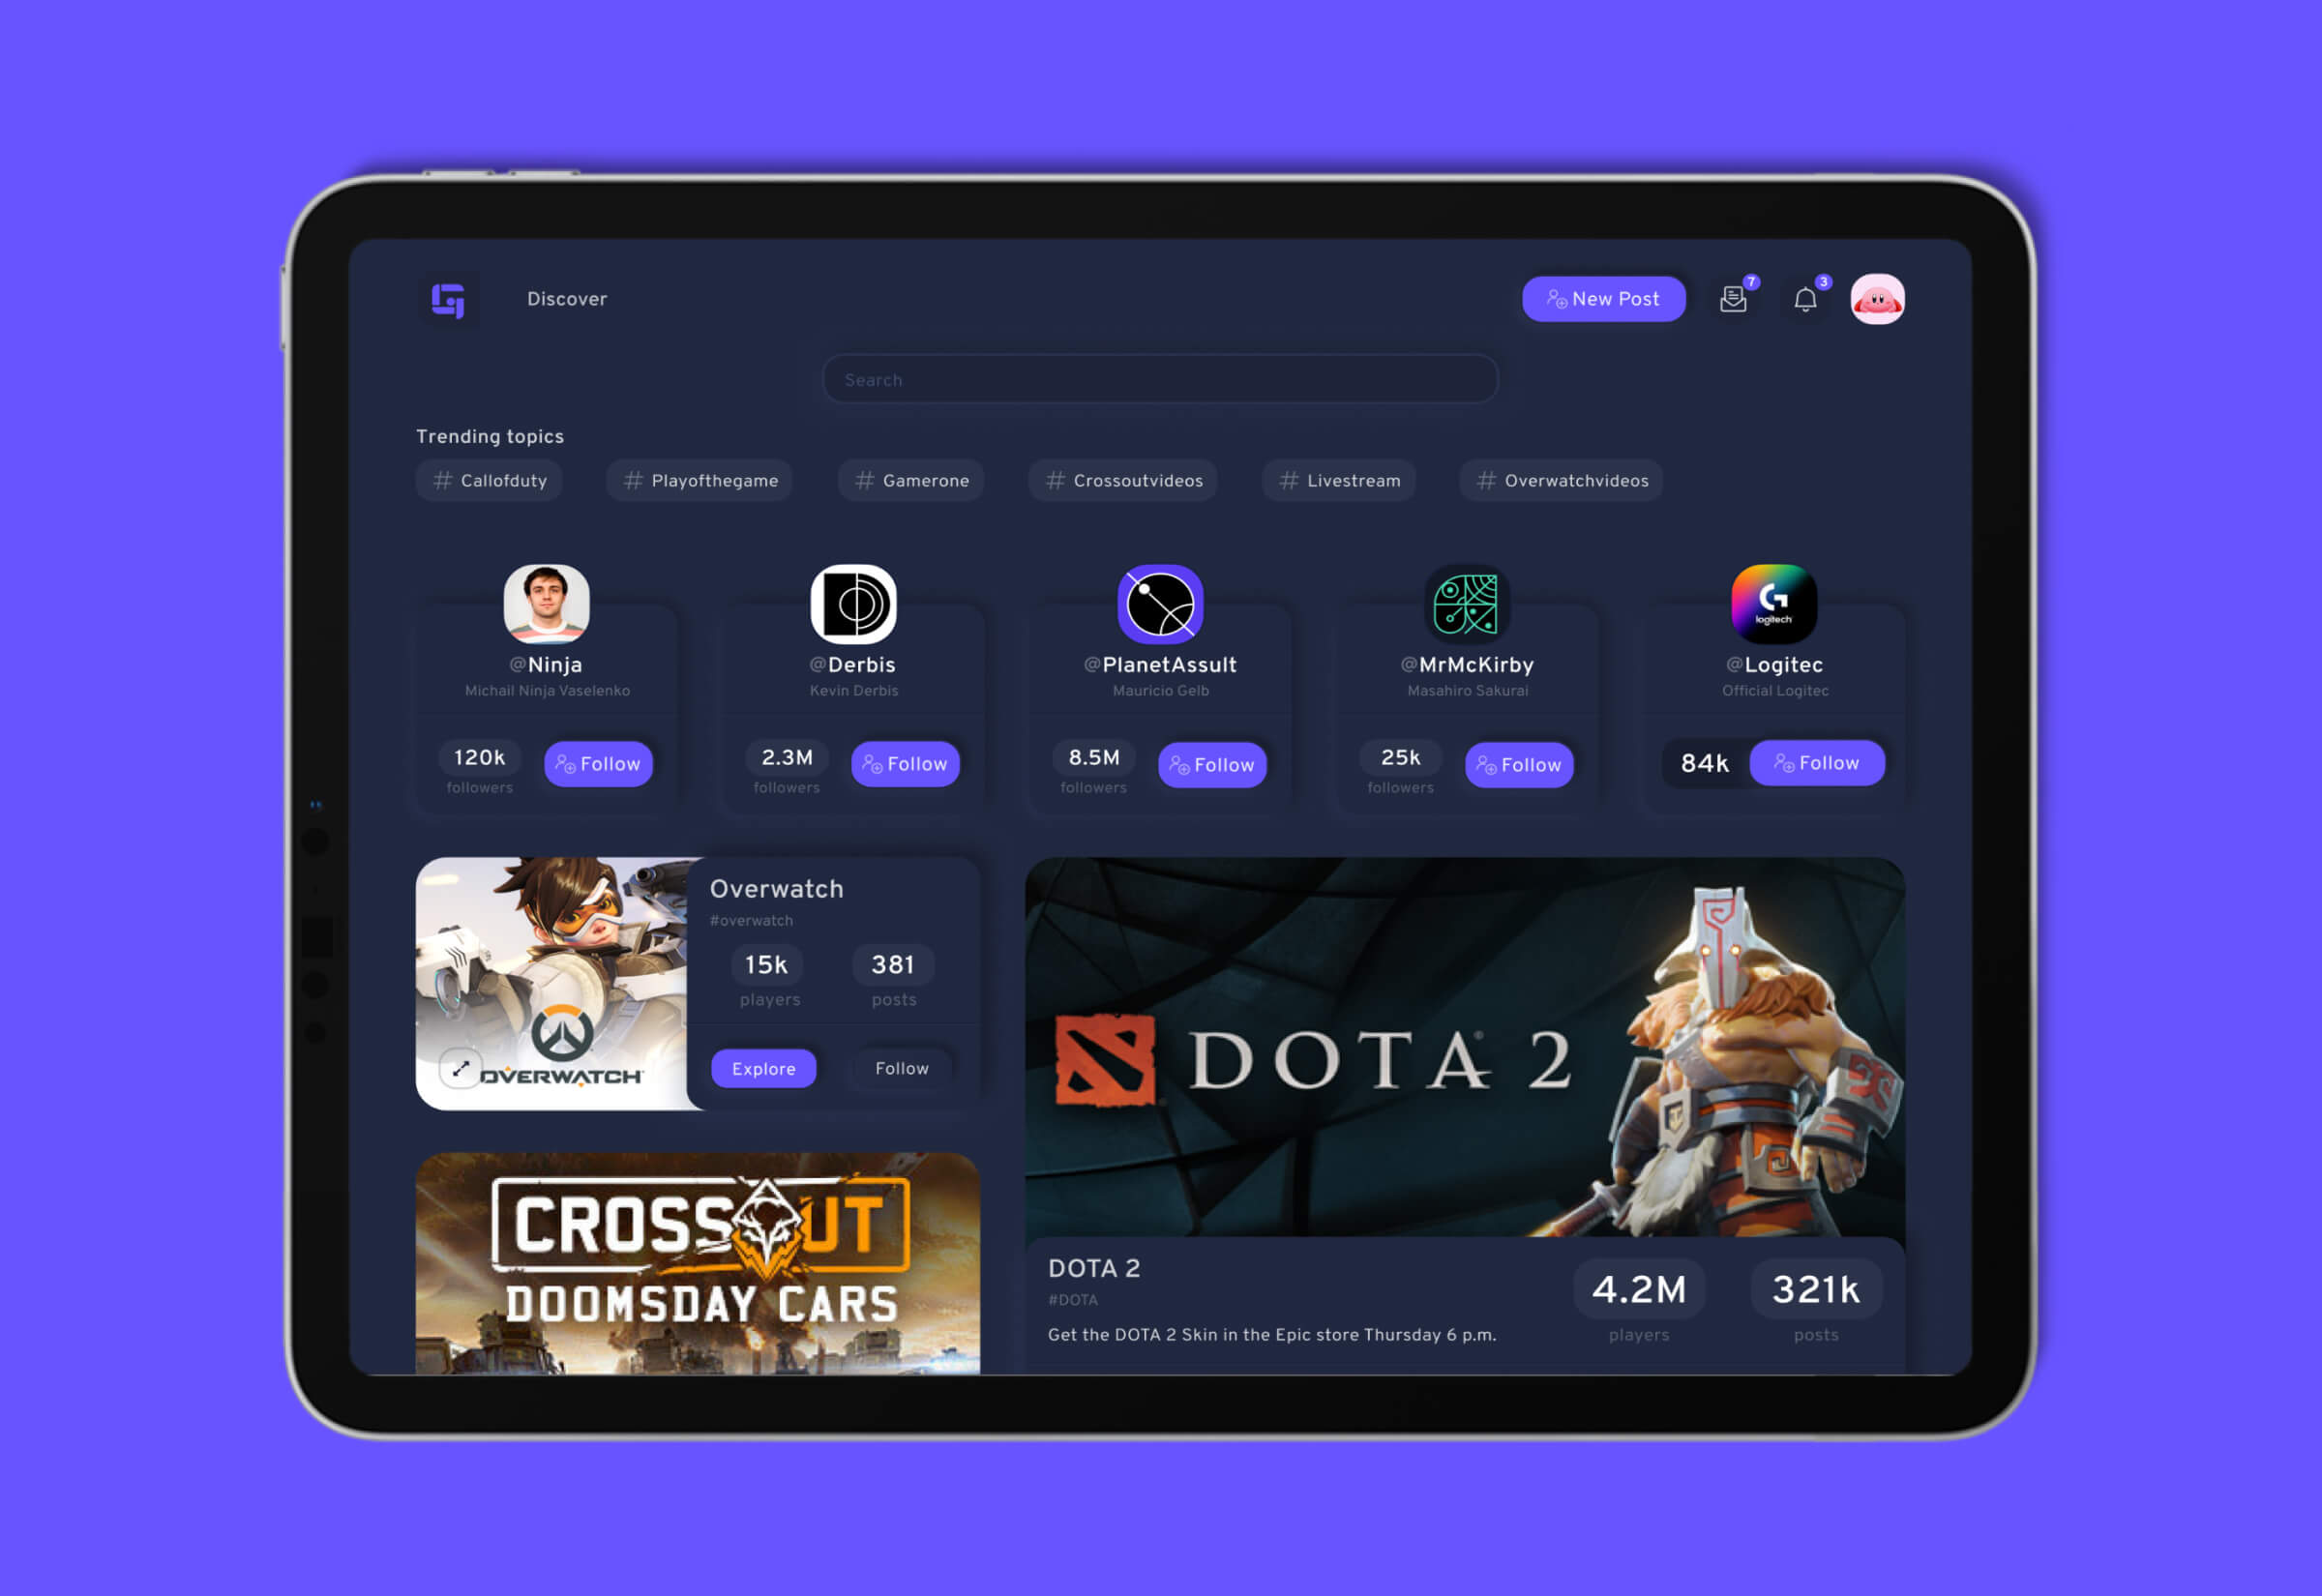 Discover
New Post
7
3
Search
Trending topics
# Callofduty
# Playofthegame
# Gamerone
# Crossoutvideos
# Livestream
# Overwatchvideos
logitech
@Ninja
Michail Ninja Vaselenko
120k
followers
Follow
@Derbis
Kevin Derbis
2.3M
followers
Follow
@PlanetAssult
Mauricio Gelb
8.5M
followers
Follow
@MrMcKirby
Masahiro Sakurai
25k
followers
Follow
@Logitec
Official Logitec
84k
Follow
OVERWATCH
Overwatch
#overwatch
15k
players
381
posts
Explore
Follow
CROSSOUT
DOOMSDAY CARS
DOTA 2
DOTA 2
#DOTA
Get the DOTA 2 Skin in the Epic store Thursday 6 p.m.
4.2M
players
321k
posts